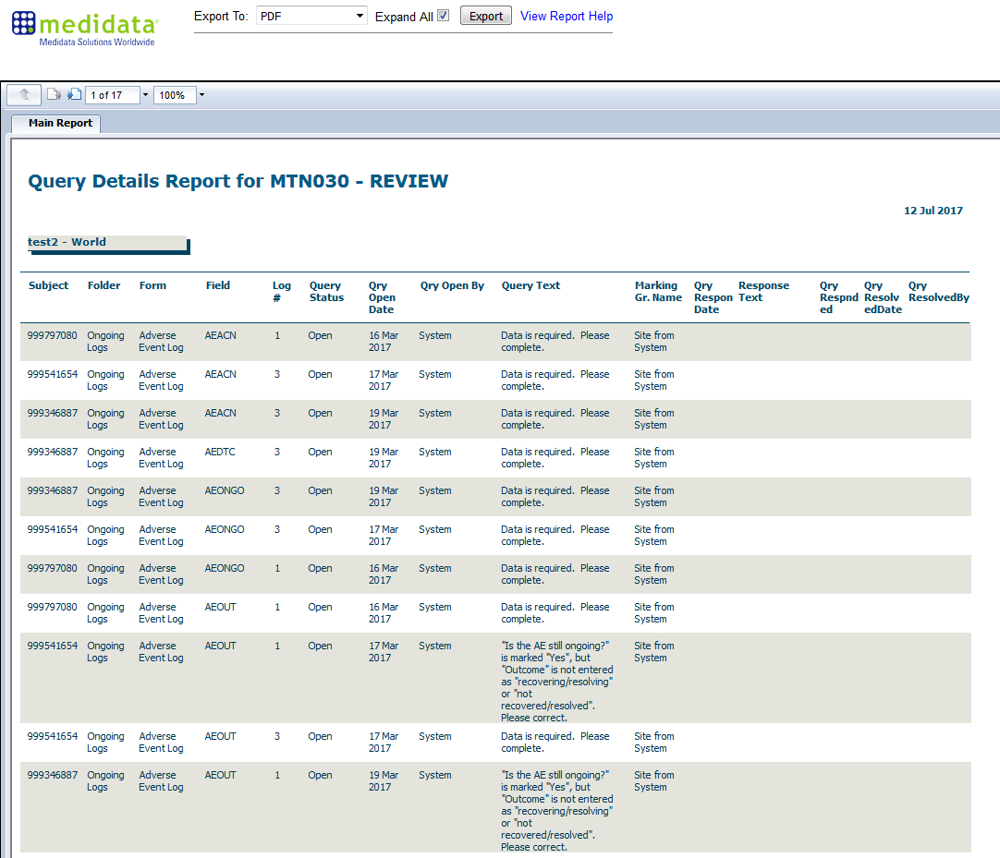 medidata
Medidata Solutions Worldwide
Export To: PDF Expand All Export View Report Help
1 of 17 100%
Main Report
Query Details Report for MTN030 - REVIEW
12 Jul 2017
test2 - World
Subject Folder Form Field Log Query Qry Qry Open By Query Text Marking Qry Response Qry Qry Qry
# Status Open Gr. Name Respon Text Respnd Resolv ResolvedBy
Date Date ed edDate
999797080 Ongoing Adverse AEACN 1 Open 16 Mar System Data is required. Please Site from
Logs Event Log 2017 complete. System
999541654 Ongoing Adverse AEACN 3 Open 17 Mar System Data is required. Please Site from
Logs Event Log 2017 complete. System
999346887 Ongoing Adverse AEACN 3 Open 19 Mar System Data is required. Please Site from
Logs Event Log 2017 complete. System
999346887 Ongoing Adverse AEDTC 3 Open 19 Mar System Data is required. Please Site from
Logs Event Log 2017 complete. System
999346887 Ongoing Adverse AEONGO 3 Open 19 Mar System Data is required. Please Site from
Logs Event Log 2017 complete. System
999541654 Ongoing Adverse AEONGO 3 Open 17 Mar System Data is required. Please Site from
Logs Event Log 2017 complete. System
999797080 Ongoing Adverse AEONGO 1 Open 16 Mar System Data is required. Please Site from
Logs Event Log 2017 complete. System
999797080 Ongoing Adverse AEOUT 1 Open 16 Mar System Data is required. Please Site from
Logs Event Log 2017 complete. System
999541654 Ongoing Adverse AEOUT 1 Open 17 Mar System "Is the AE still ongoing?" Site from
Logs Event Log 2017 is marked "Yes", but System
"Outcome" is not entered
as "recovering/resolving"
or "not
recovered/resolved".
Please correct.
999541654 Ongoing Adverse AEOUT 3 Open 17 Mar System Data is required. Please Site from
Logs Event Log 2017 complete. System
999346887 Ongoing Adverse AEOUT 1 Open 19 Mar System "Is the AE still ongoing?" Site from
Logs Event Log 2017 is marked "Yes", but System
"Outcome" is not entered
as "recovering/resolving"
or "not
recovered/resolved".
Please correct.